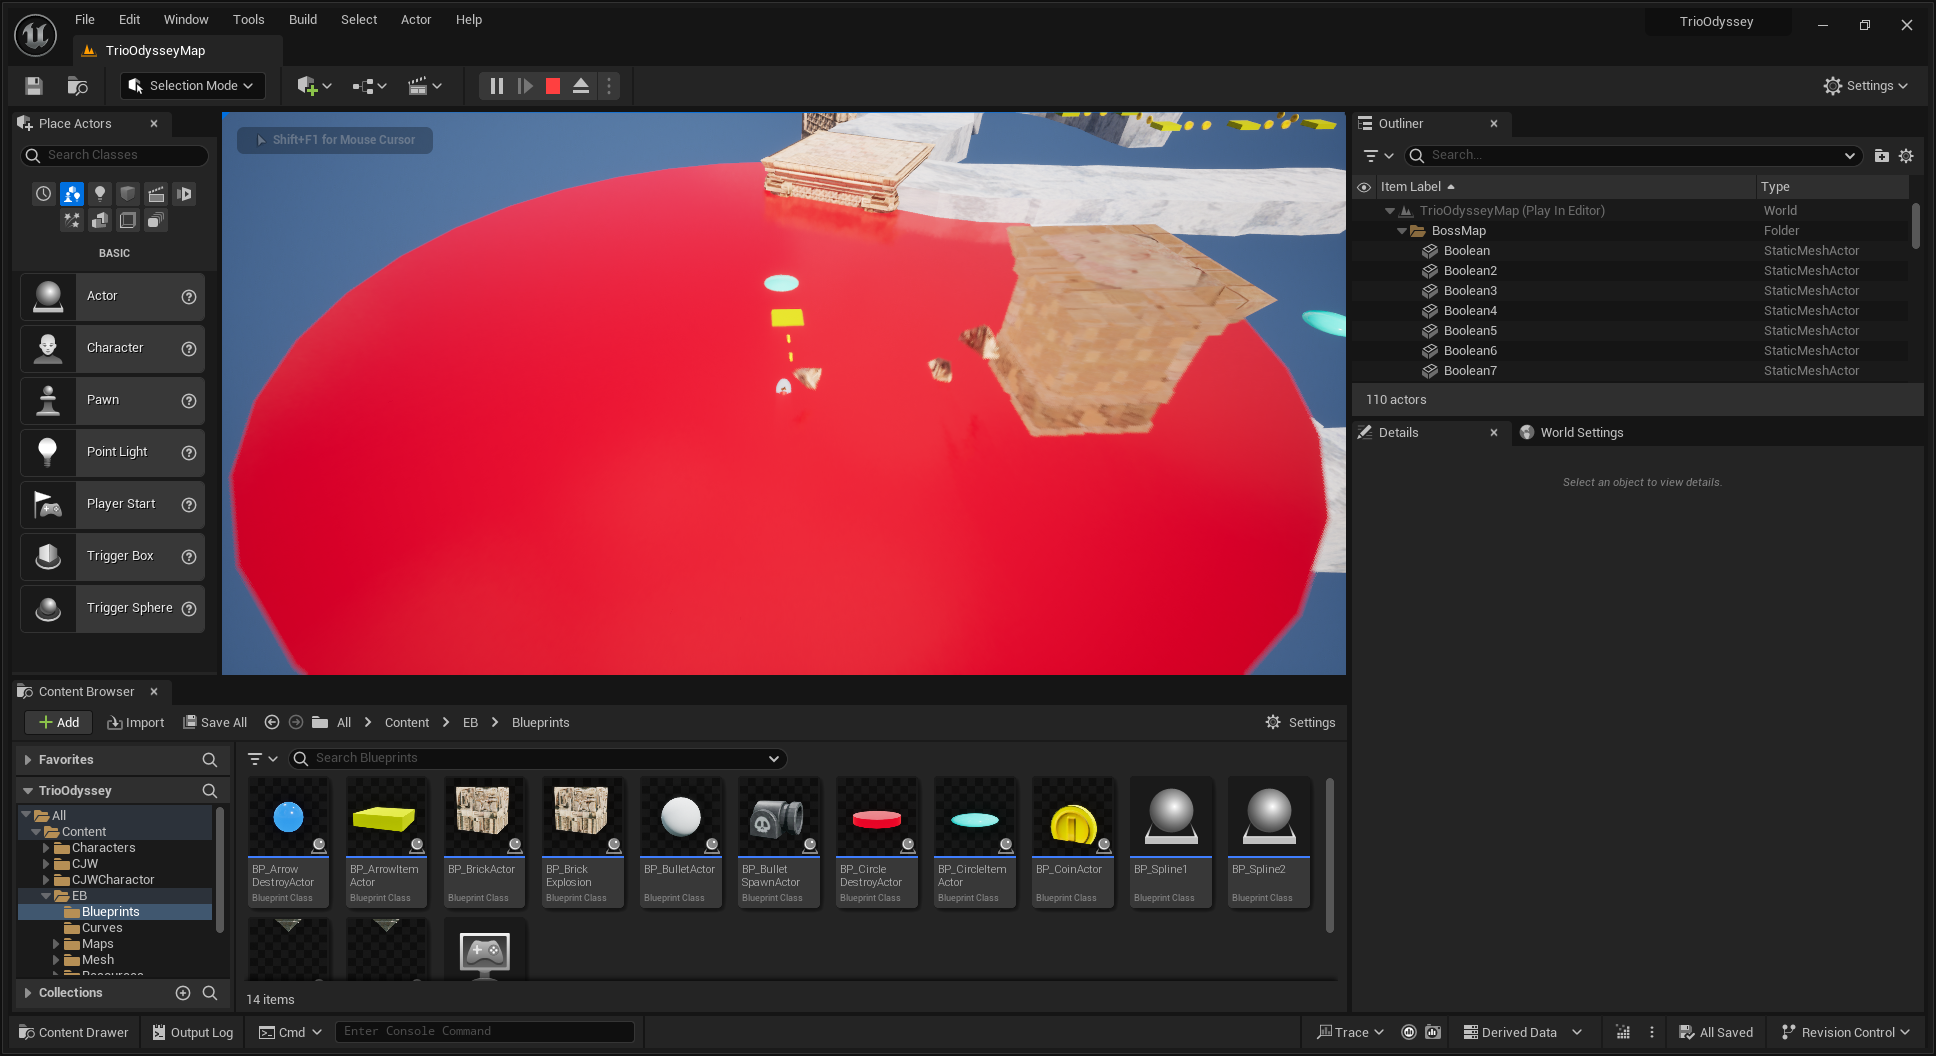 File Edit Window Tools Build Select Actor Help
TrioOdyssey
TrioOdysseyMap
Selection Mode
Settings
Place Actors
Search Classes
BASIC
Actor
Character
Pawn
Point Light
Player Start
Trigger Box
Trigger Sphere
Shift+F1 for Mouse Cursor
Outliner
Search...
Item Label Type
TrioOdysseyMap (Play In Editor) World
BossMap Folder
Boolean StaticMeshActor
Boolean2 StaticMeshActor
Boolean3 StaticMeshActor
Boolean4 StaticMeshActor
Boolean5 StaticMeshActor
Boolean6 StaticMeshActor
Boolean7 StaticMeshActor
110 actors
Details World Settings
Select an object to view details.
Content Browser
Add Import Save All All Content EB Blueprints Settings
Favorites
TrioOdyssey
All
Content
Characters
CJW
CJWCharactor
EB
Blueprints
Curves
Maps
Mesh
Resources
Collections
Search Blueprints
BP_Arrow
DestroyActor
Blueprint Class
BP_ArrowItem
Actor
Blueprint Class
BP_BrickActor
Blueprint Class
BP_Brick
Explosion
Blueprint Class
BP_BulletActor
Blueprint Class
BP_Bullet
SpawnActor
Blueprint Class
BP_Circle
DestroyActor
Blueprint Class
BP_CircleItem
Actor
Blueprint Class
BP_CoinActor
Blueprint Class
BP_Spline1
Blueprint Class
BP_Spline2
Blueprint Class
14 items
Content Drawer Output Log Cmd Enter Console Command Trace Derived Data All Saved Revision Control